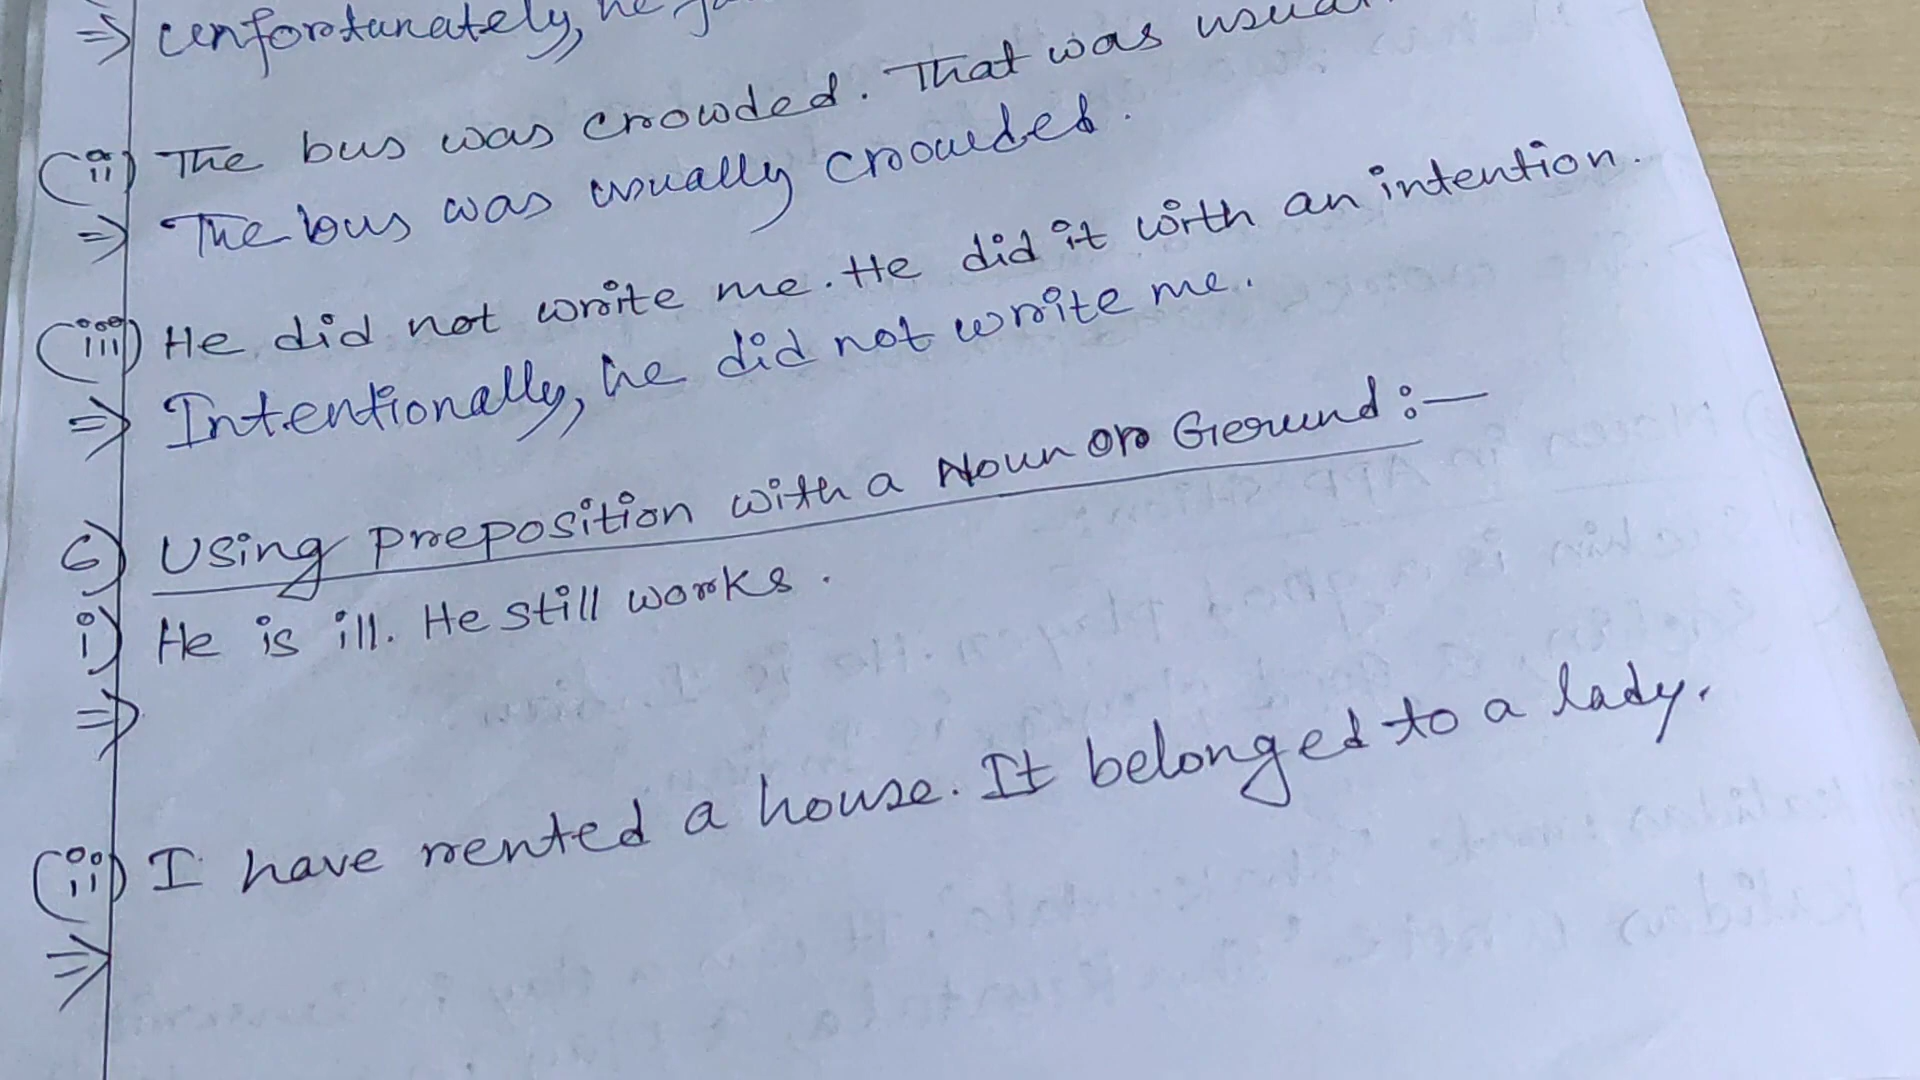 ⇒ unfortunately, he
(ii) The bus was crowded. That was
⇒ The bus was usually crowded.
(iii) He did not write me. He did it with an intention.
⇒ Intentionally, he did not write me.
6) Using preposition with a Noun or Gerund :—
i) He is ill. He still works.
⇒
(ii) I have rented a house. It belonged to a lady.
⇒